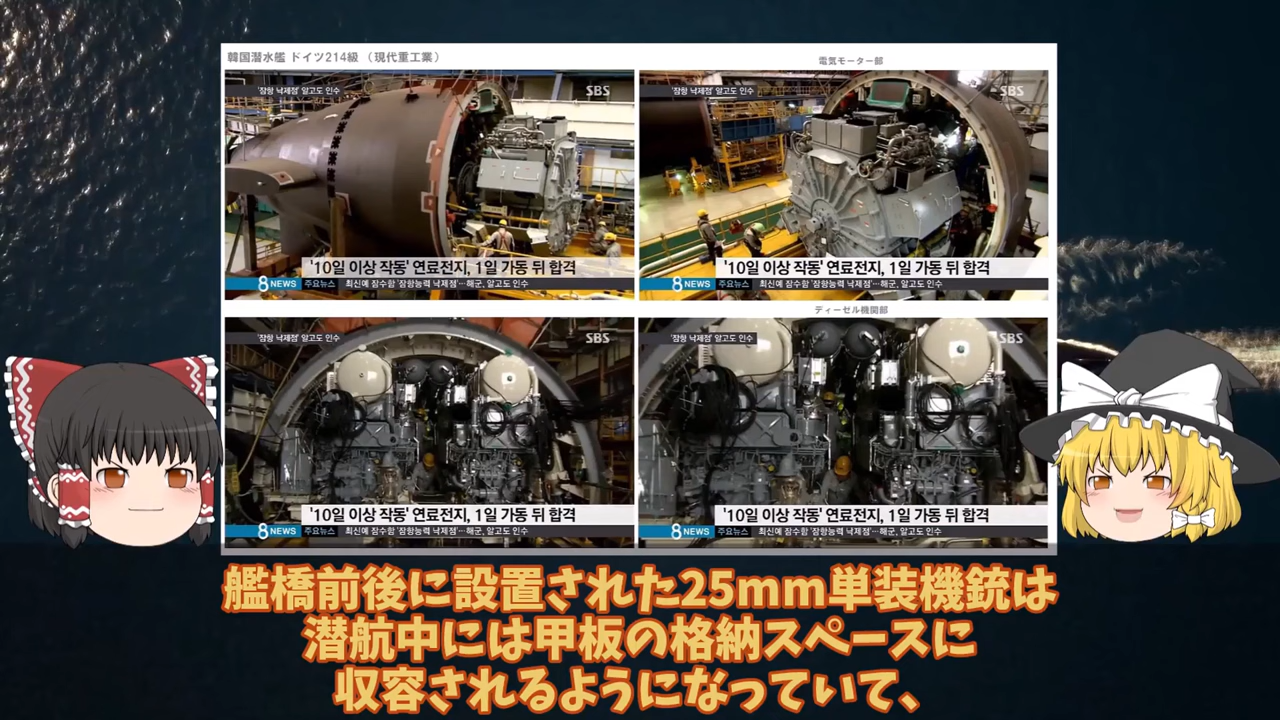 韓国潜水艦 ドイツ214級 （現代重工業）
電気モーター部
'잠항 낙제점' 알고도 인수
SBS
'10일 이상 작동' 연료전지, 1일 가동 뒤 합격
8 NEWS 주요뉴스 최신예 잠수함 '잠항능력 낙제점'…해군, 알고도 인수
'잠항 낙제점' 알고도 인수
SBS
'10일 이상 작동' 연료전지, 1일 가동 뒤 합격
8 NEWS 주요뉴스 최신예 잠수함 '잠항능력 낙제점'…해군, 알고도 인수
ディーゼル機関部
'잠항 낙제점' 알고도 인수
SBS
'10일 이상 작동' 연료전지, 1일 가동 뒤 합격
8 NEWS 주요뉴스 최신예 잠수함 '잠항능력 낙제점'…해군, 알고도 인수
'잠항 낙제점' 알고도 인수
SBS
'10일 이상 작동' 연료전지, 1일 가동 뒤 합격
8 NEWS 주요뉴스 최신예 잠수함 '잠항능력 낙제점'…해군, 알고도 인수
艦橋前後に設置された25mm単装機銃は
潜航中には甲板の格納スペースに
収容されるようになっていて、